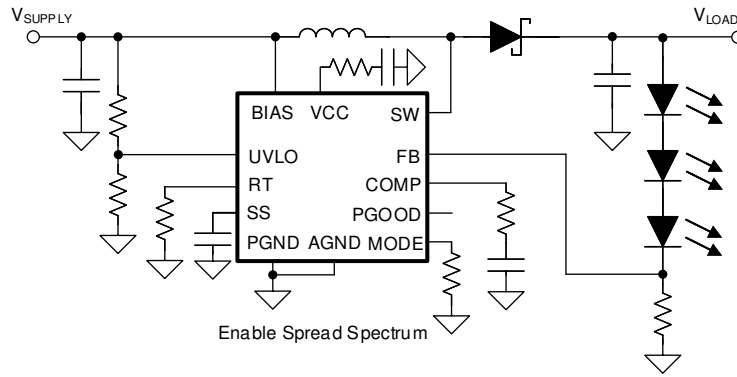 VSUPPLY
VLOAD
BIAS VCC SW
UVLO FB
RT COMP
SS PGOOD
PGND AGND MODE
Enable Spread Spectrum